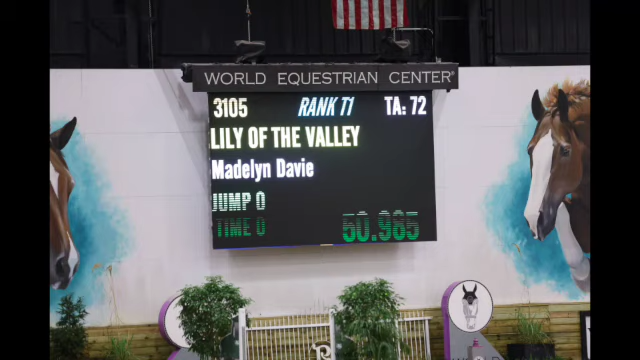 WORLD EQUESTRIAN CENTER®
3105 RANK T1 TA: 72
LILY OF THE VALLEY
Madelyn Davie
JUMP 0
TIME 0 50.985